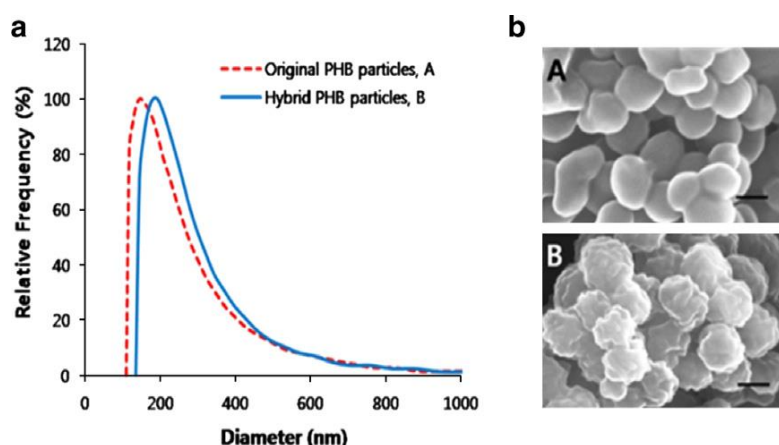 a
b
120
100
80
60
40
20
0
Relative Frequency (%)
Original PHB particles, A
Hybrid PHB particles, B
0 200 400 600 800 1000
Diameter (nm)
A
B